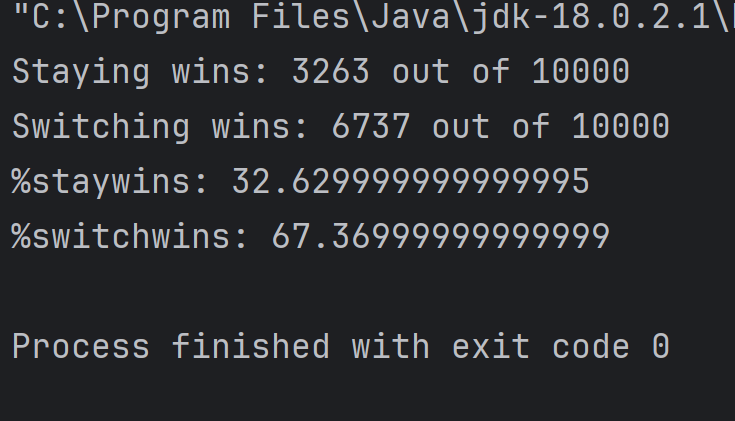 "C:\Program Files\Java\jdk-18.0.2.1\
Staying wins: 3263 out of 10000
Switching wins: 6737 out of 10000
%staywins: 32.629999999999995
%switchwins: 67.36999999999999
Process finished with exit code 0